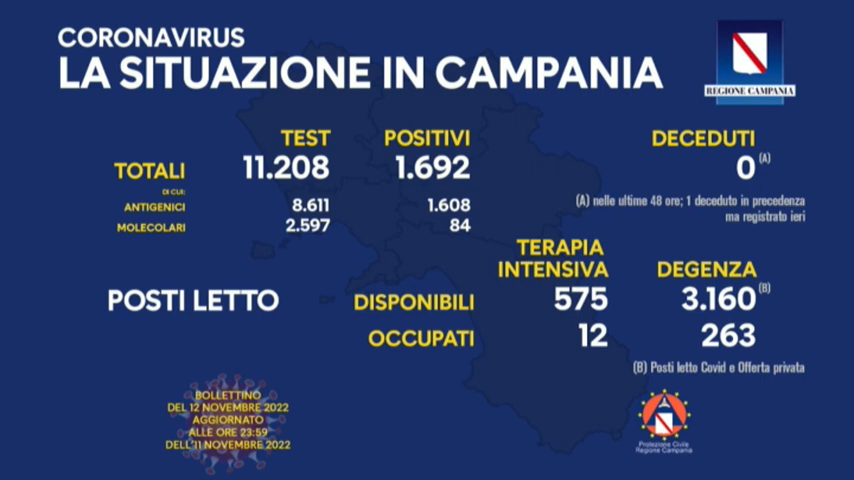 CORONAVIRUS
LA SITUAZIONE IN CAMPANIA
REGIONE CAMPANIA
TEST POSITIVI DECEDUTI
TOTALI 11.208 1.692 0 (A)
DI CUI:
ANTIGENICI 8.611 1.608
MOLECOLARI 2.597 84
(A) nelle ultime 48 ore; 1 deceduto in precedenza
ma registrato ieri
TERAPIA
INTENSIVA DEGENZA
POSTI LETTO DISPONIBILI 575 3.160 (B)
OCCUPATI 12 263
(B) Posti letto Covid e Offerta privata
BOLLETTINO
DEL 12 NOVEMBRE 2022
AGGIORNATO
ALLE ORE 23:59
DELL'11 NOVEMBRE 2022
Protezione Civile
Regione Campania